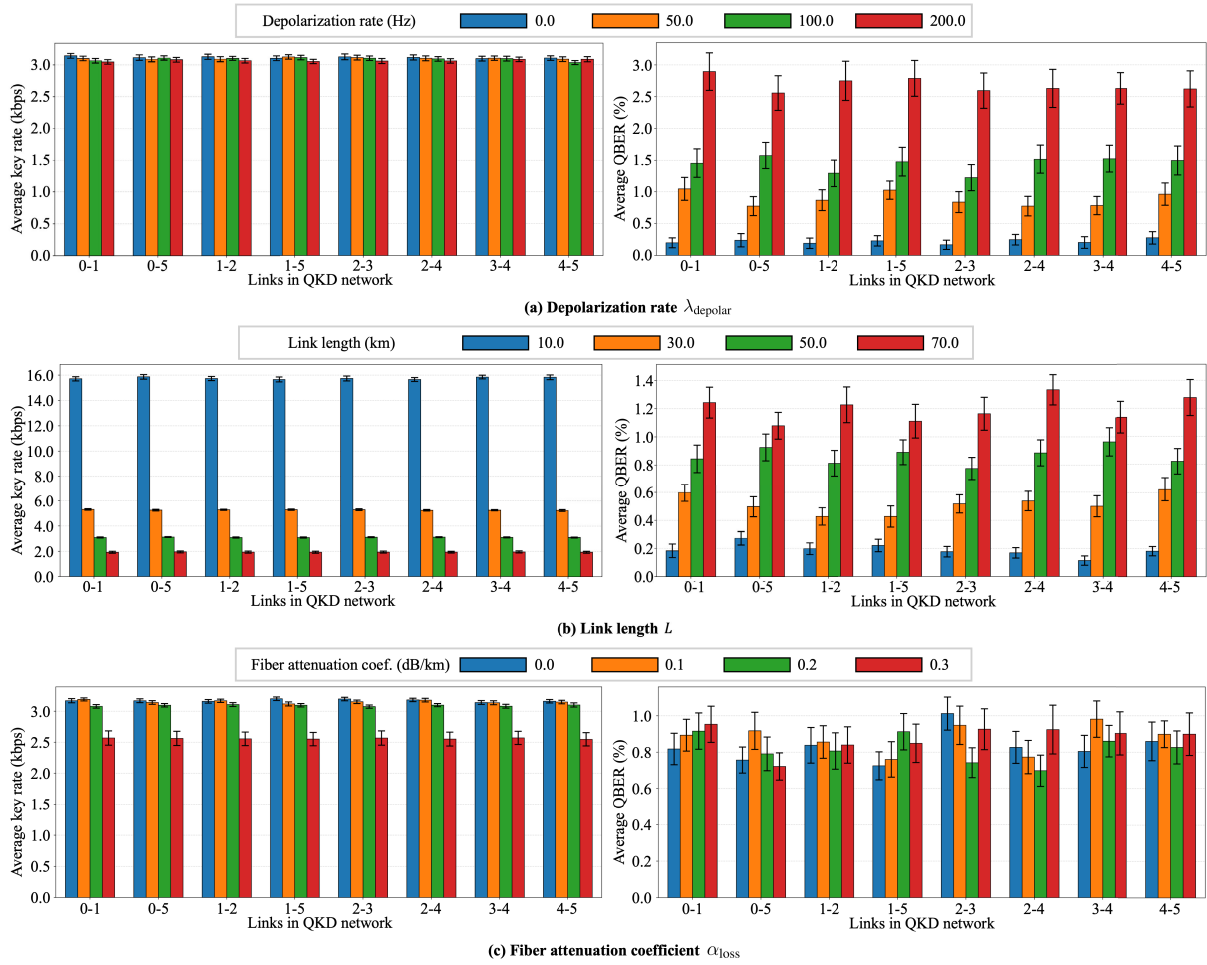 Depolarization rate (Hz) 0.0 50.0 100.0 200.0
Average key rate (kbps)
3.0
2.5
2.0
1.5
1.0
0.5
0.0
0-1 0-5 1-2 1-5 2-3 2-4 3-4 4-5
Links in QKD network
Average QBER (%)
3.0
2.5
2.0
1.5
1.0
0.5
0.0
0-1 0-5 1-2 1-5 2-3 2-4 3-4 4-5
Links in QKD network
(a) Depolarization rate λdepolar
Link length (km) 10.0 30.0 50.0 70.0
Average key rate (kbps)
16.0
14.0
12.0
10.0
8.0
6.0
4.0
2.0
0.0
0-1 0-5 1-2 1-5 2-3 2-4 3-4 4-5
Links in QKD network
Average QBER (%)
1.4
1.2
1.0
0.8
0.6
0.4
0.2
0.0
0-1 0-5 1-2 1-5 2-3 2-4 3-4 4-5
Links in QKD network
(b) Link length L
Fiber attenuation coef. (dB/km) 0.0 0.1 0.2 0.3
Average key rate (kbps)
3.0
2.5
2.0
1.5
1.0
0.5
0.0
0-1 0-5 1-2 1-5 2-3 2-4 3-4 4-5
Links in QKD network
Average QBER (%)
1.0
0.8
0.6
0.4
0.2
0.0
0-1 0-5 1-2 1-5 2-3 2-4 3-4 4-5
Links in QKD network
(c) Fiber attenuation coefficient αloss